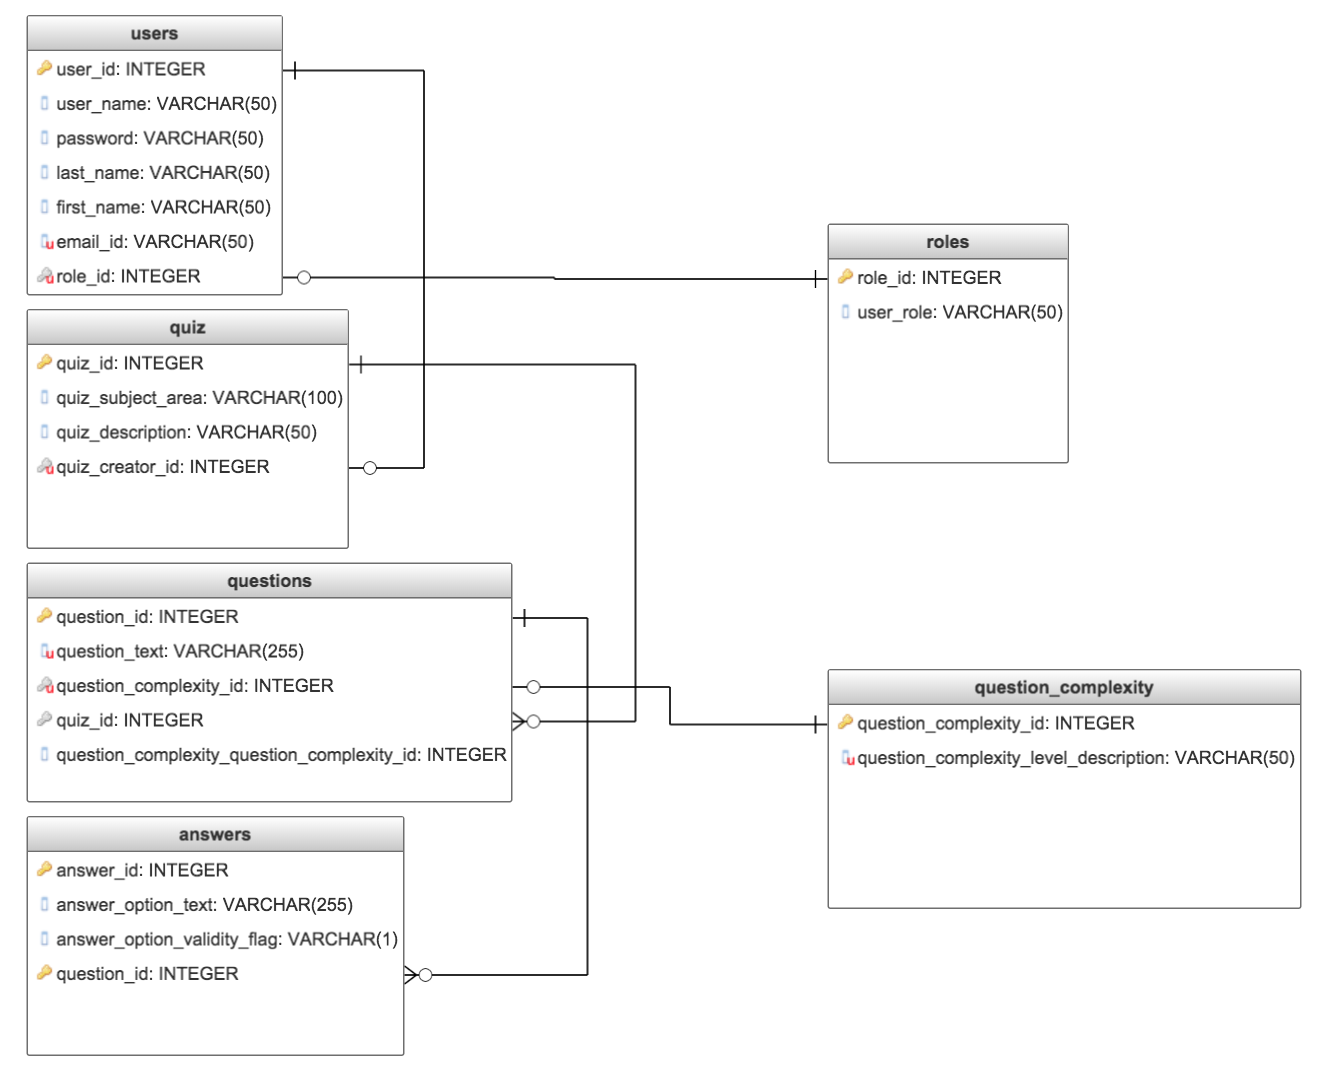 users
user_id: INTEGER
user_name: VARCHAR(50)
password: VARCHAR(50)
last_name: VARCHAR(50)
first_name: VARCHAR(50)
email_id: VARCHAR(50)
role_id: INTEGER
roles
role_id: INTEGER
user_role: VARCHAR(50)
quiz
quiz_id: INTEGER
quiz_subject_area: VARCHAR(100)
quiz_description: VARCHAR(50)
quiz_creator_id: INTEGER
questions
question_id: INTEGER
question_text: VARCHAR(255)
question_complexity_id: INTEGER
quiz_id: INTEGER
question_complexity_question_complexity_id: INTEGER
question_complexity
question_complexity_id: INTEGER
question_complexity_level_description: VARCHAR(50)
answers
answer_id: INTEGER
answer_option_text: VARCHAR(255)
answer_option_validity_flag: VARCHAR(1)
question_id: INTEGER